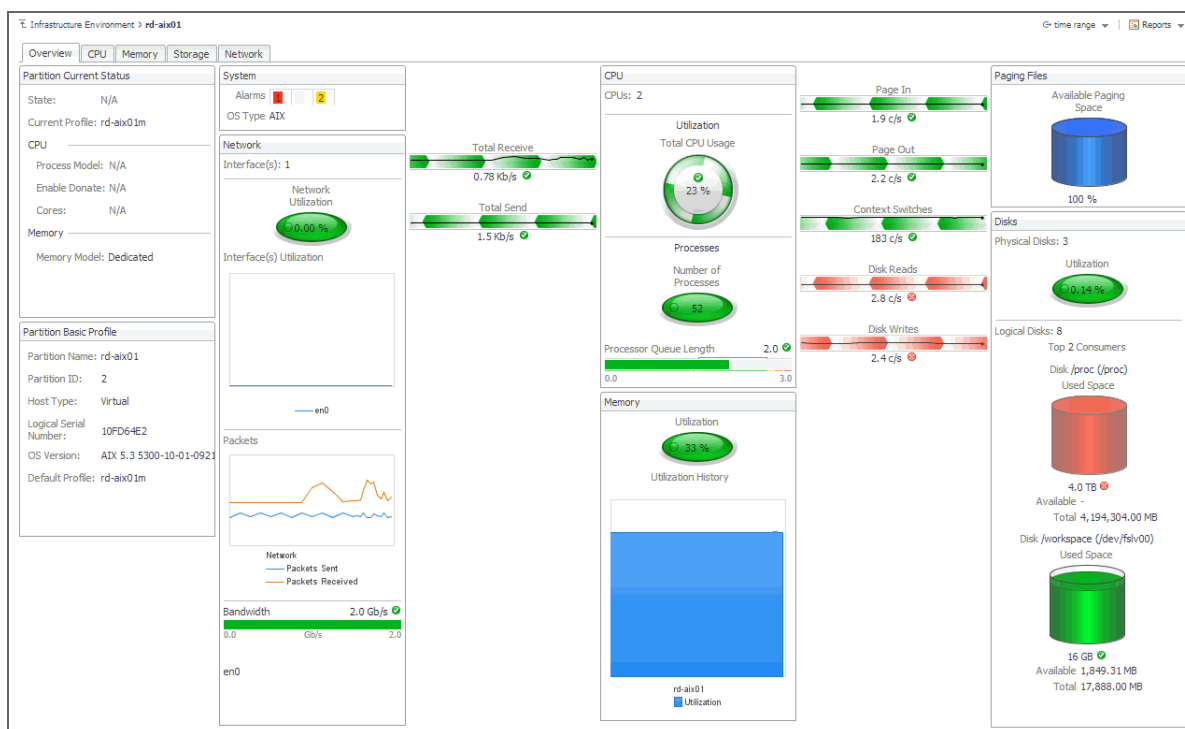 Infrastructure Environment > rd-aix01
time range
Reports
Overview
CPU
Memory
Storage
Network
Partition Current Status
State: N/A
Current Profile: rd-aix01m
CPU
Process Model: N/A
Enable Donate: N/A
Cores: N/A
Memory
Memory Model: Dedicated
Partition Basic Profile
Partition Name: rd-aix01
Partition ID: 2
Host Type: Virtual
Logical Serial
Number: 10FD64E2
OS Version: AIX 5.3 5300-10-01-0921
Default Profile: rd-aix01m
System
Alarms 1 2
OS Type AIX
Network
Interface(s): 1
Network
Utilization
0.00 %
Interface(s) Utilization
en0
Packets
Network
Packets Sent
Packets Received
Bandwidth 2.0 Gb/s
0.0 Gb/s 2.0
en0
Total Receive
0.78 Kb/s
Total Send
1.5 Kb/s
CPU
CPUs: 2
Utilization
Total CPU Usage
23 %
Processes
Number of
Processes
52
Processor Queue Length 2.0
0.0 3.0
Memory
Utilization
33 %
Utilization History
rd-aix01
Utilization
Page In
1.9 c/s
Page Out
2.2 c/s
Context Switches
183 c/s
Disk Reads
2.8 c/s
Disk Writes
2.4 c/s
Paging Files
Available Paging
Space
100 %
Disks
Physical Disks: 3
Utilization
0.14 %
Logical Disks: 8
Top 2 Consumers
Disk /proc (/proc)
Used Space
4.0 TB
Available -
Total 4,194,304.00 MB
Disk /workspace (/dev/fslv00)
Used Space
16 GB
Available 1,849.31 MB
Total 17,888.00 MB